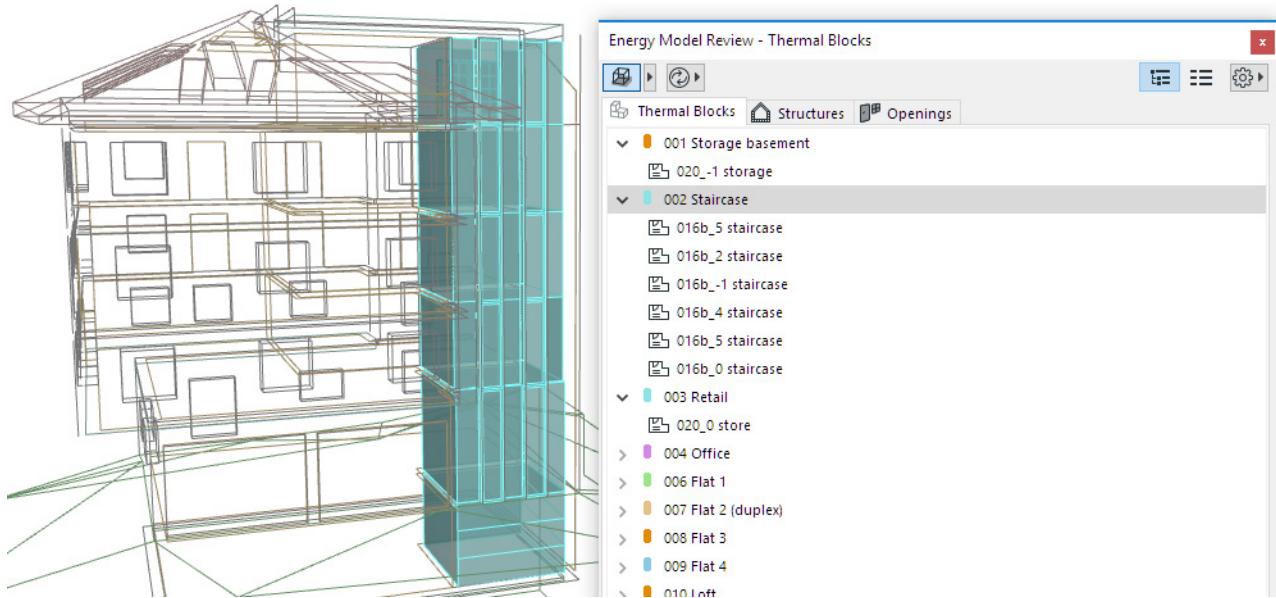 Energy Model Review - Thermal Blocks
x
Thermal Blocks Structures Openings
001 Storage basement
020_-1 storage
002 Staircase
016b_5 staircase
016b_2 staircase
016b_-1 staircase
016b_4 staircase
016b_5 staircase
016b_0 staircase
003 Retail
020_0 store
004 Office
006 Flat 1
007 Flat 2 (duplex)
008 Flat 3
009 Flat 4
010 Loft